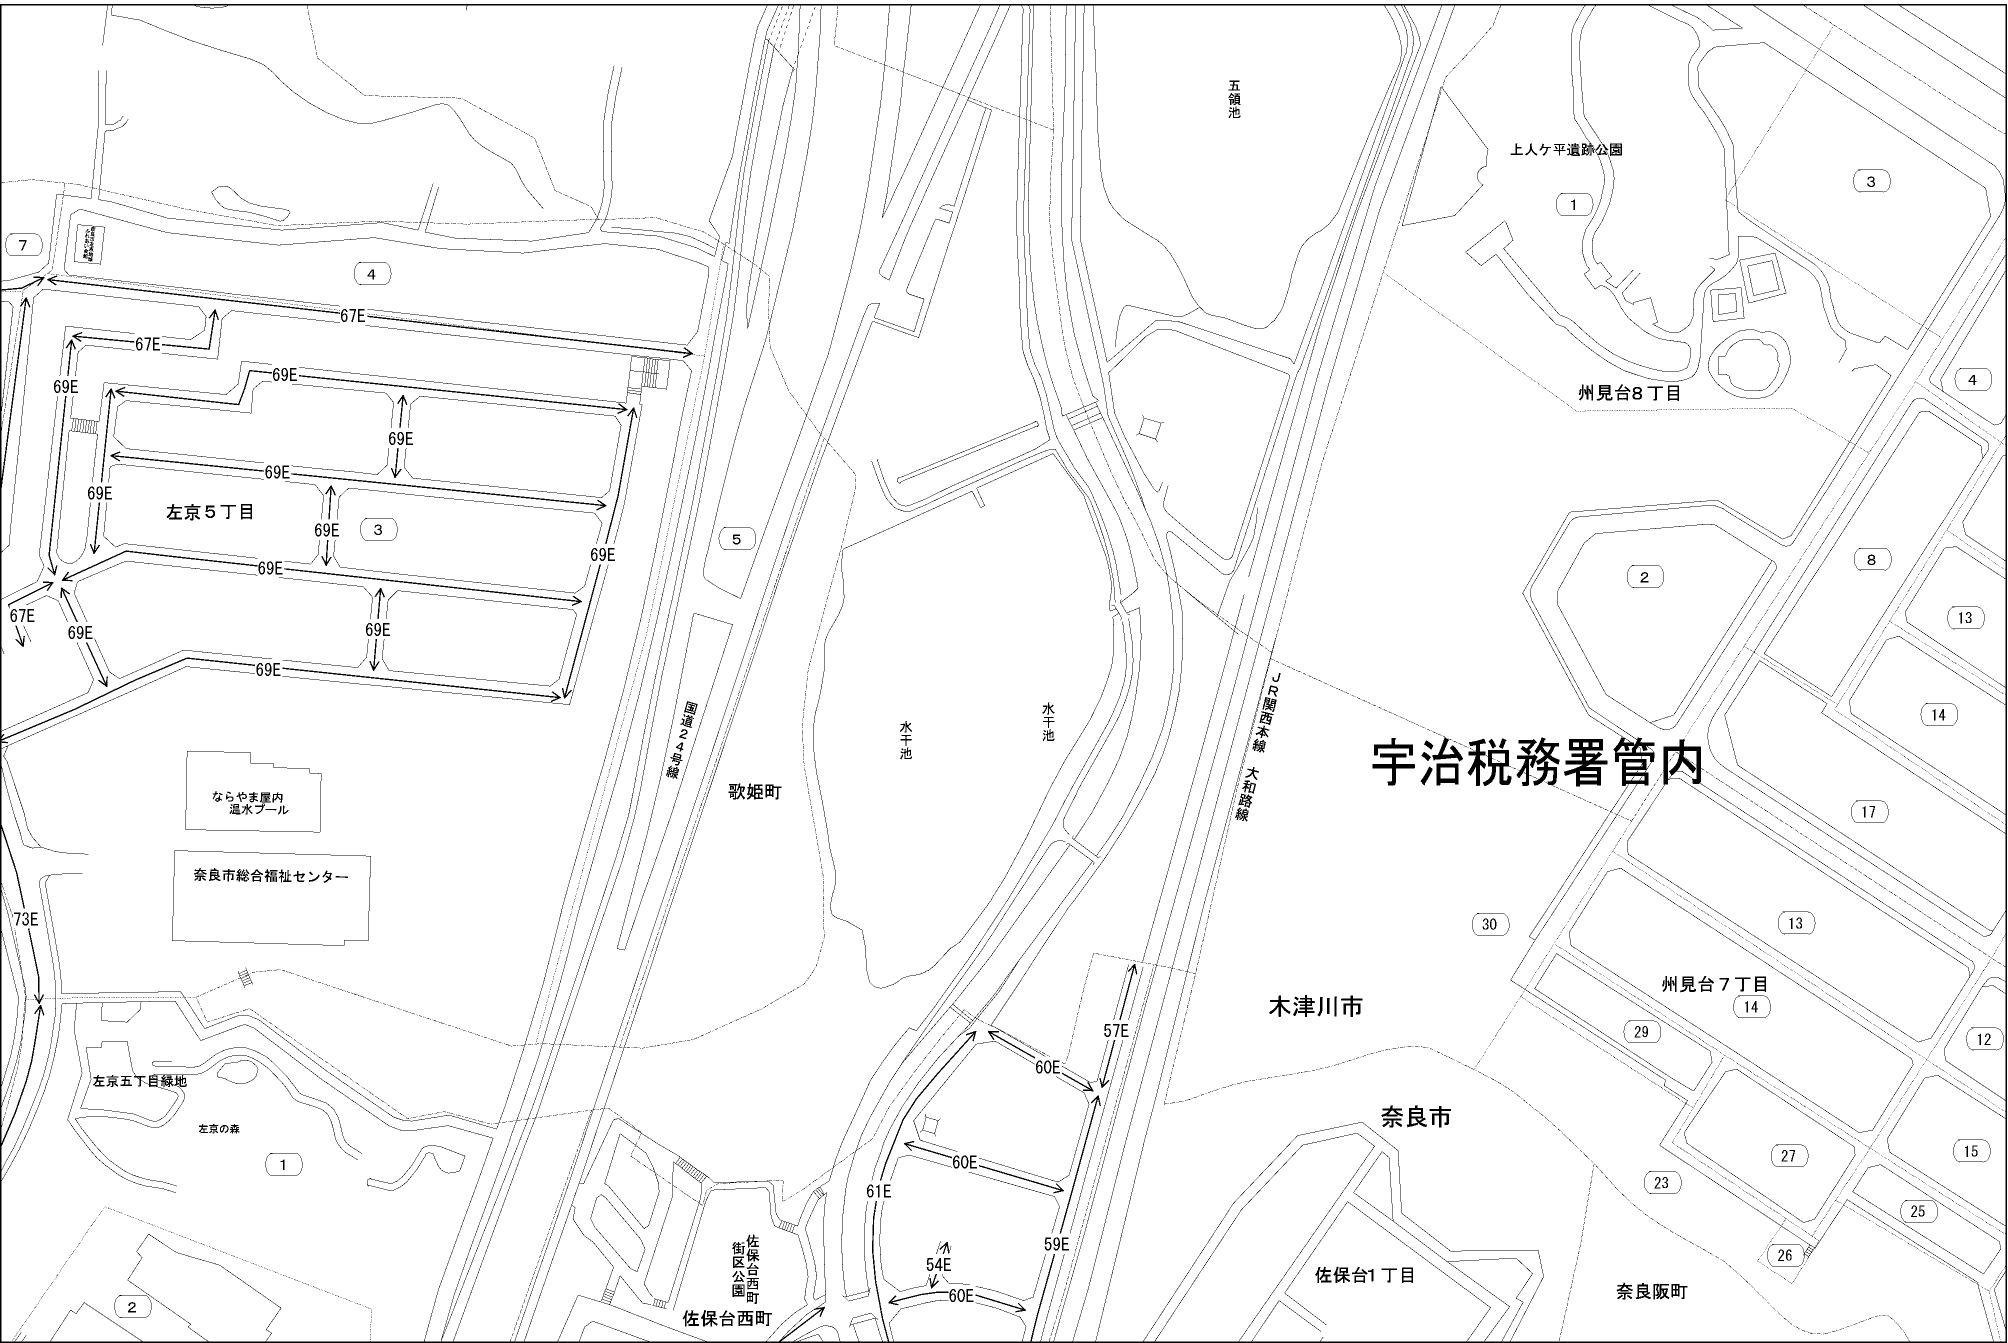 五領池
上人ケ平遺跡公園
3
1
7
4
67E
67E
69E
69E
4
州見台8丁目
69E
69E
69E
左京5丁目
3
69E
5
69E
69E
8
2
67E
69E
69E
13
69E
14
国道24号線
水干池
水干池
JR関西本線 大和路線
宇治税務署管内
歌姫町
ならやま屋内
温水プール
17
奈良市総合福祉センター
73E
30
13
州見台7丁目
14
木津川市
57E
29
12
60E
左京五丁目緑地
奈良市
左京の森
1
60E
27
15
23
61E
25
59E
佐保台西町
街区公園
54E
26
60E
佐保台1丁目
奈良阪町
2
佐保台西町